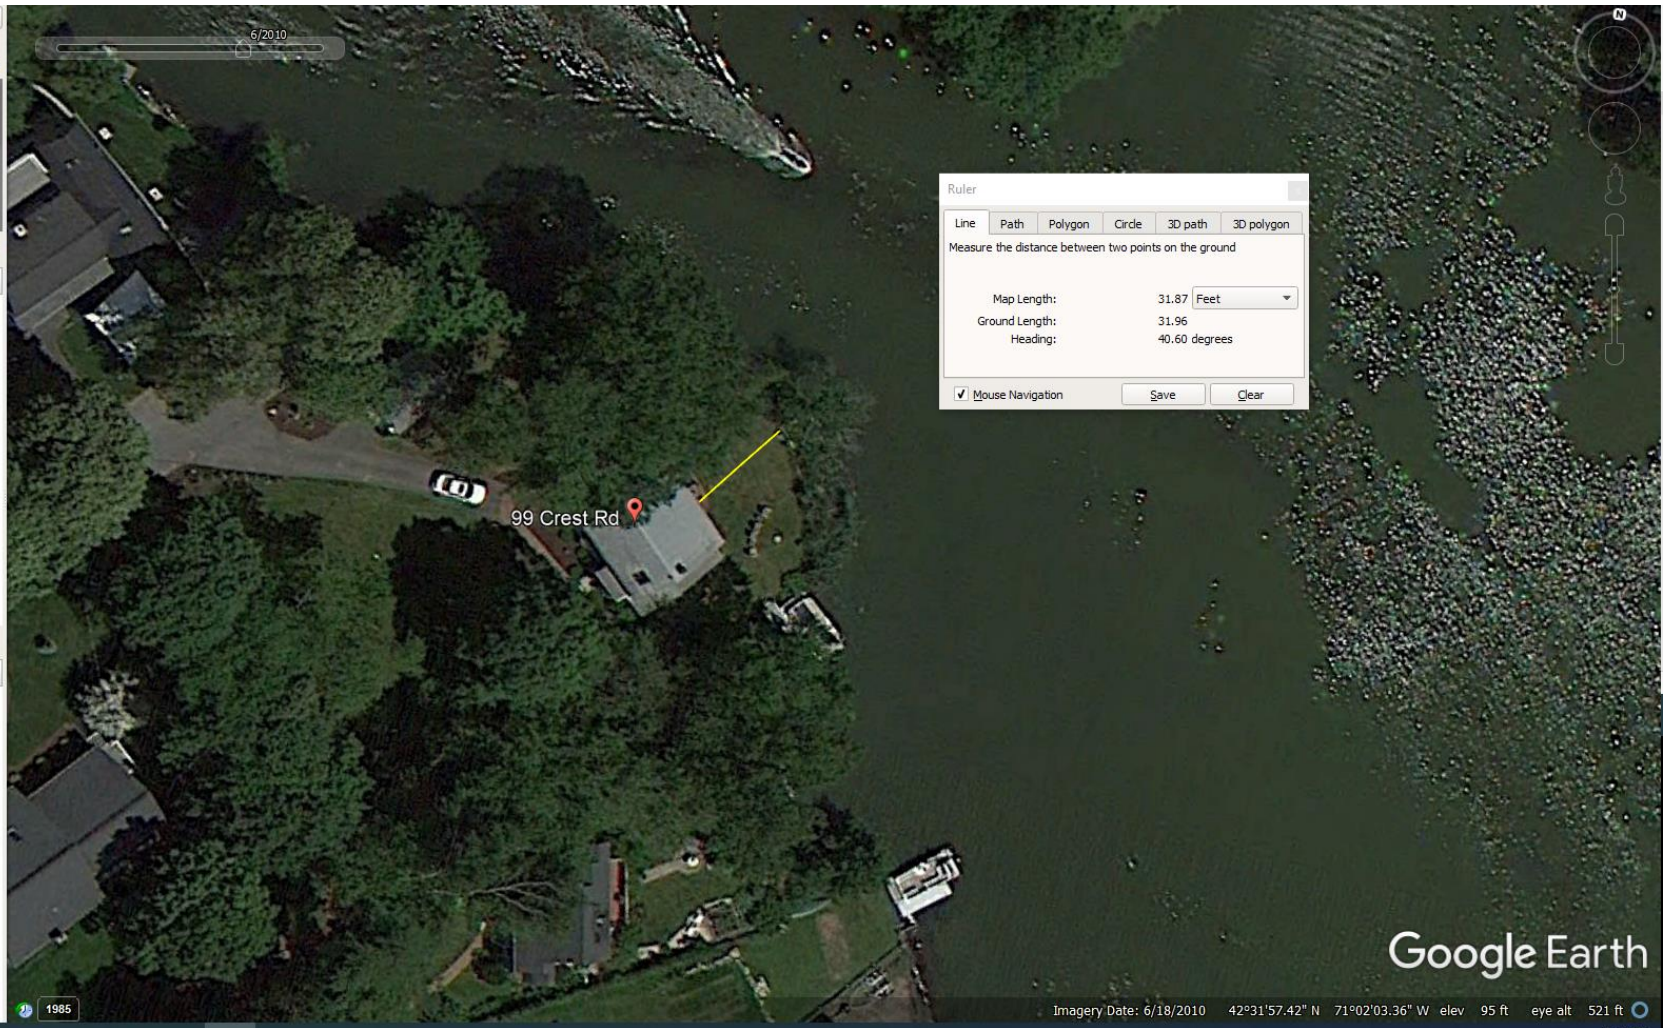 6/2010
N
Ruler
Line Path Polygon Circle 3D path 3D polygon
Measure the distance between two points on the ground
Map Length: 31.87 Feet
Ground Length: 31.96
Heading: 40.60 degrees
Mouse Navigation Save Clear
99 Crest Rd
Google Earth
1985
Imagery Date: 6/18/2010 42°31'57.42" N 71°02'03.36" W elev 95 ft eye alt 521 ft